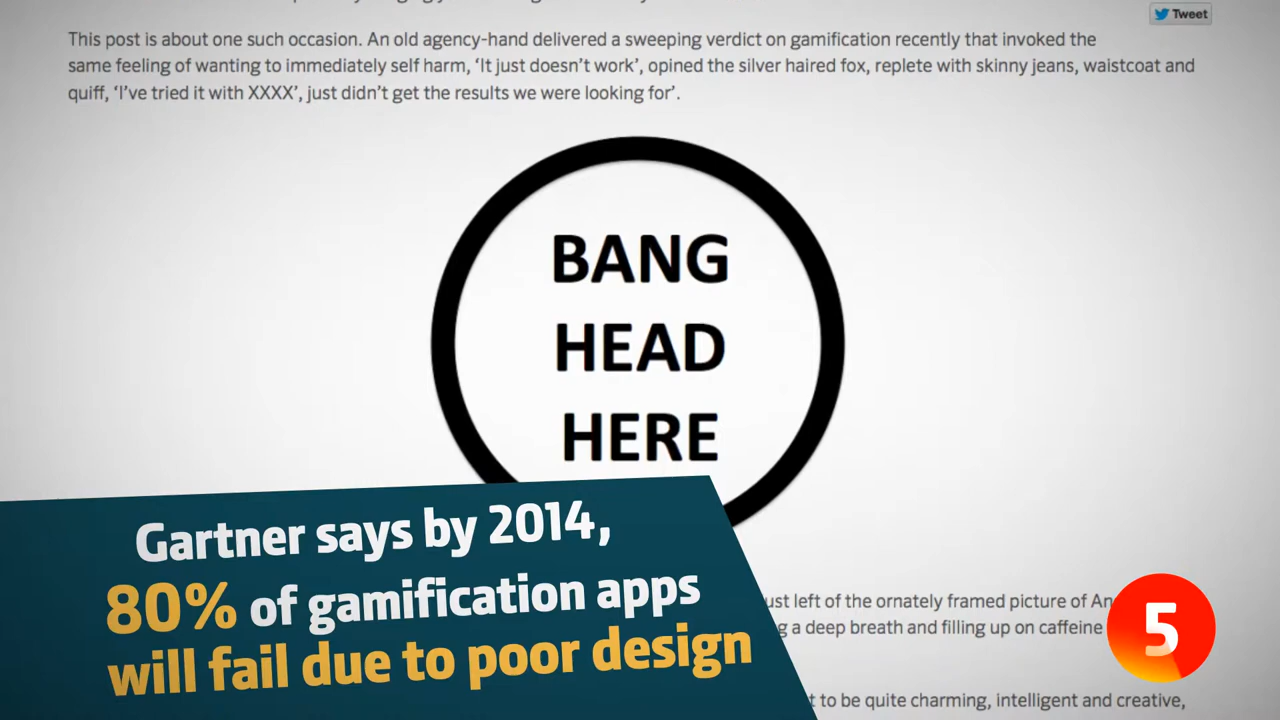 Tweet
This post is about one such occasion. An old agency-hand delivered a sweeping verdict on gamification recently that invoked the
same feeling of wanting to immediately self harm, ‘It just doesn’t work’, opined the silver haired fox, replete with skinny jeans, waistcoat and
quiff, ‘I’ve tried it with XXXX’, just didn’t get the results we were looking for’.
BANG
HEAD
HERE
Gartner says by 2014,
80% of gamification apps
will fail due to poor design
left of the ornately framed picture of
a deep breath and filling up on caffeine
5
to be quite charming, intelligent and creative,